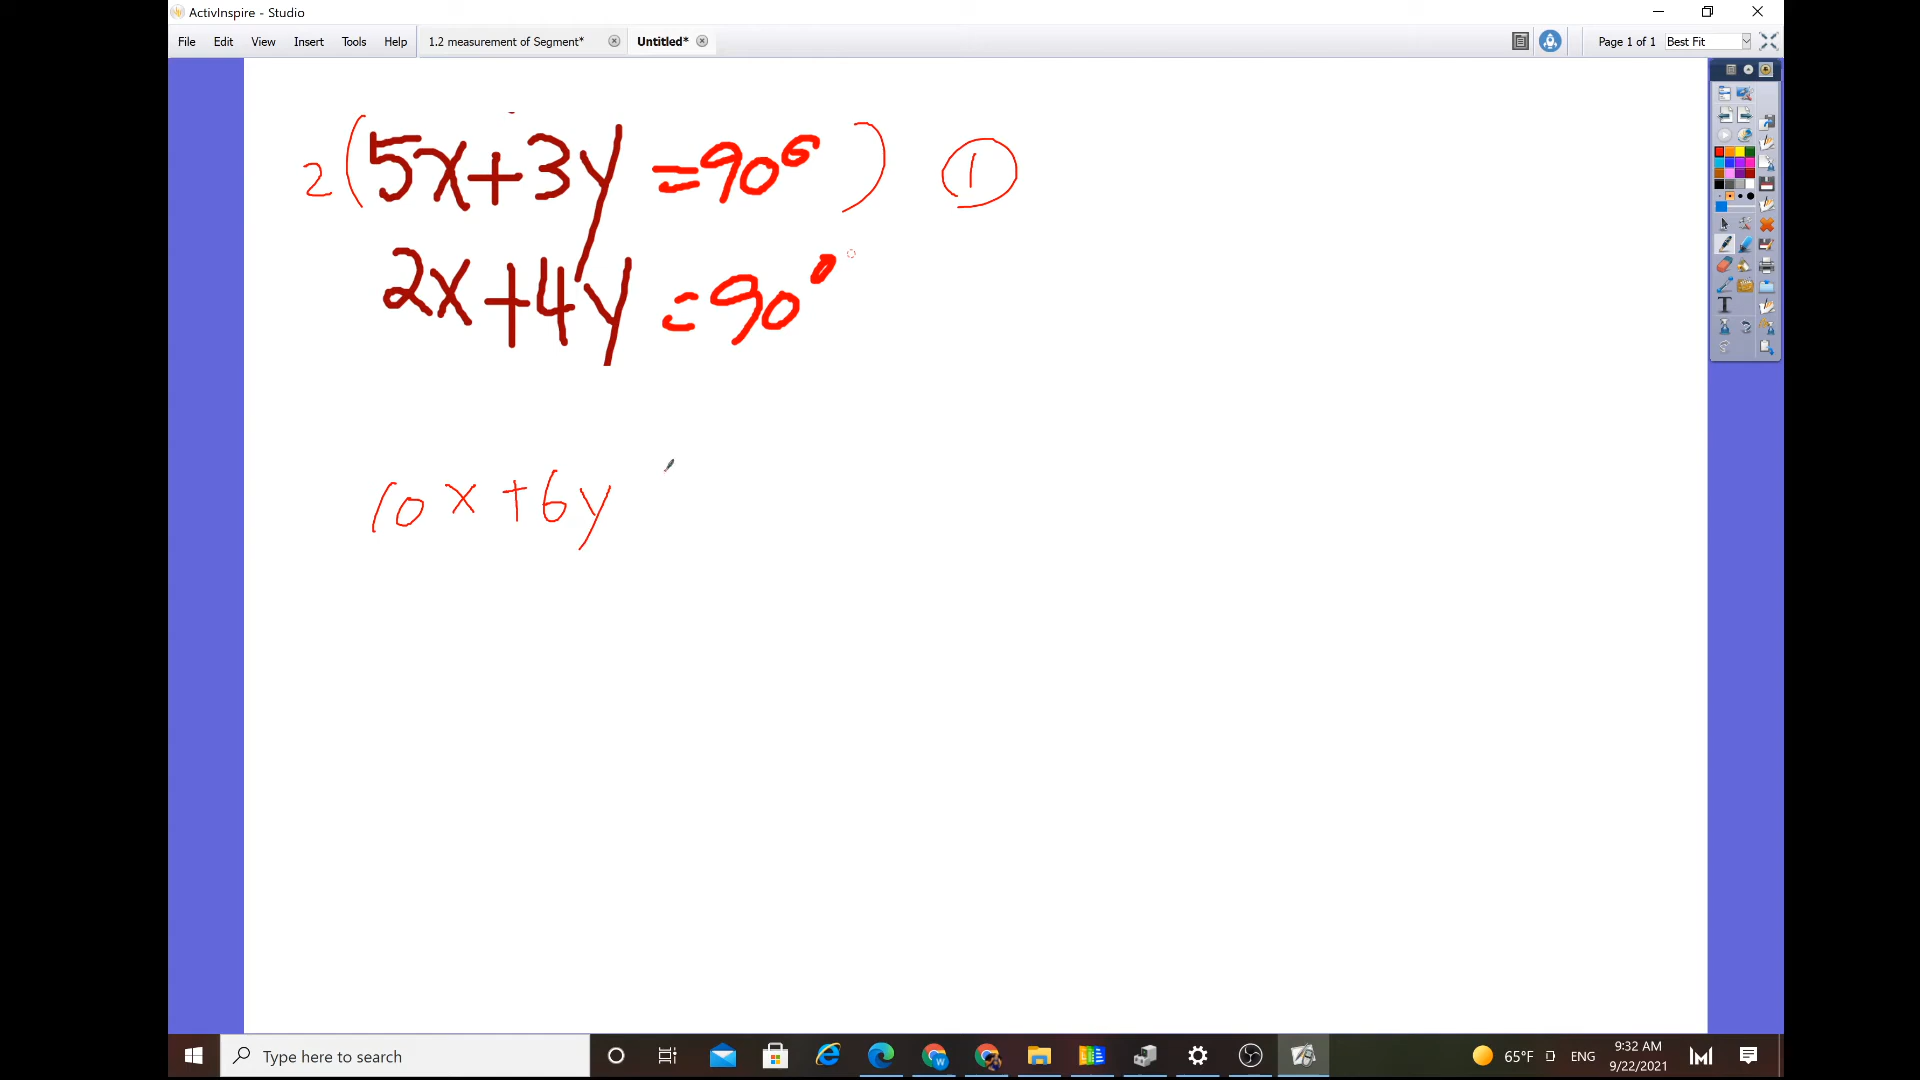 ActivInspire - Studio
File Edit View Insert Tools Help 1.2 measurement of Segment* Untitled* Page 1 of 1 Best Fit
2(5x+3y =90°) ①
2x+4y =90°
10x+6y
T
Type here to search 65°F ENG 9:32 AM
9/22/2021